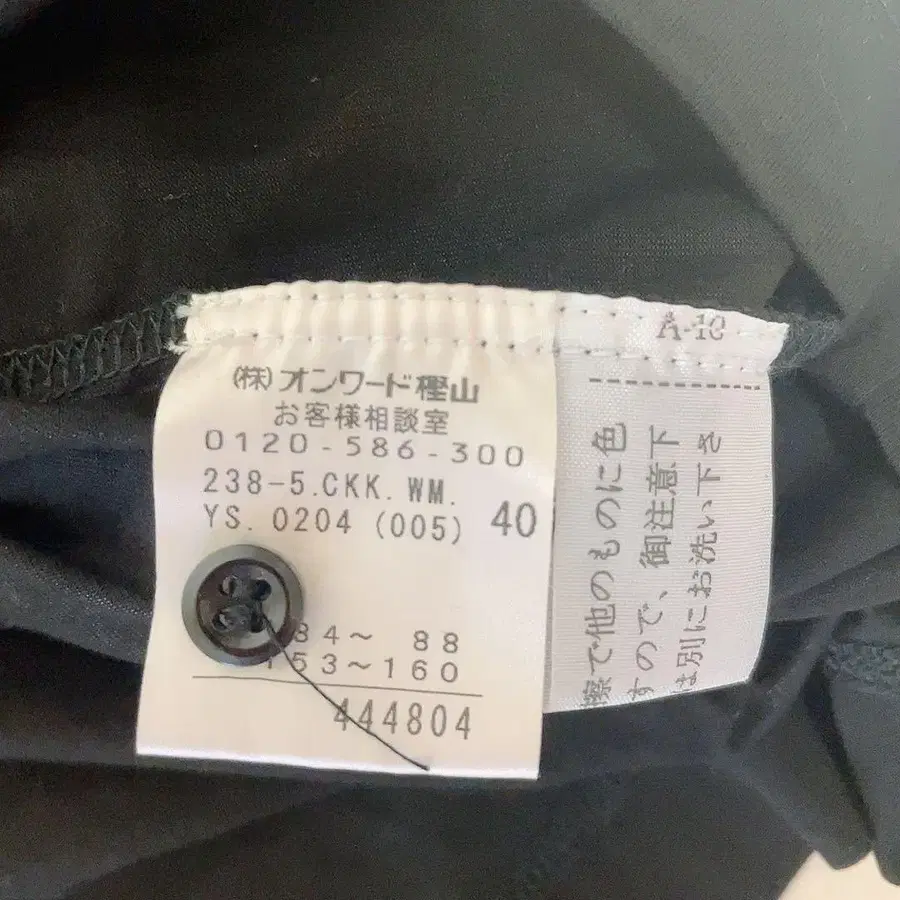 (株)オンワード樫山
お客様相談室
0120-586-300
238-5.CKK.WM.
YS. 0204 (005) 40
84～ 88
153～160
444804
A-10
擦で他のものに色
すので、御注意下
は別にお洗い下さ